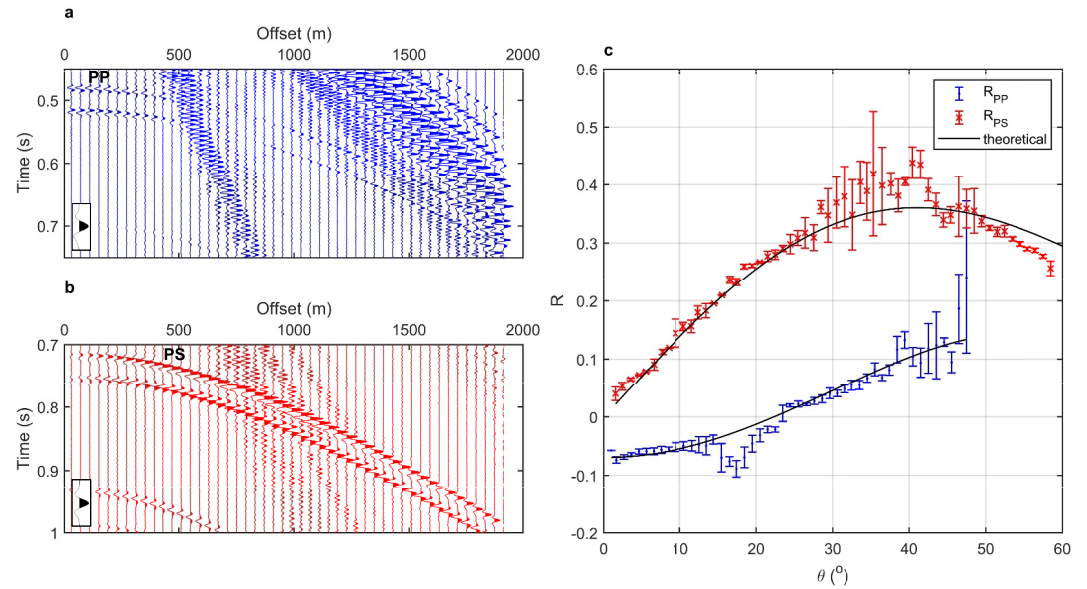 a
Offset (m)
0 500 1000 1500 2000
PP
0.5
0.6
0.7
Time (s)
b
Offset (m)
0 500 1000 1500 2000
PS
0.7
0.8
0.9
1
Time (s)
c
0.6
0.5
0.4
0.3
0.2
0.1
0
-0.1
-0.2
R
R_PP
R_PS
theoretical
0 10 20 30 40 50 60
θ (°)